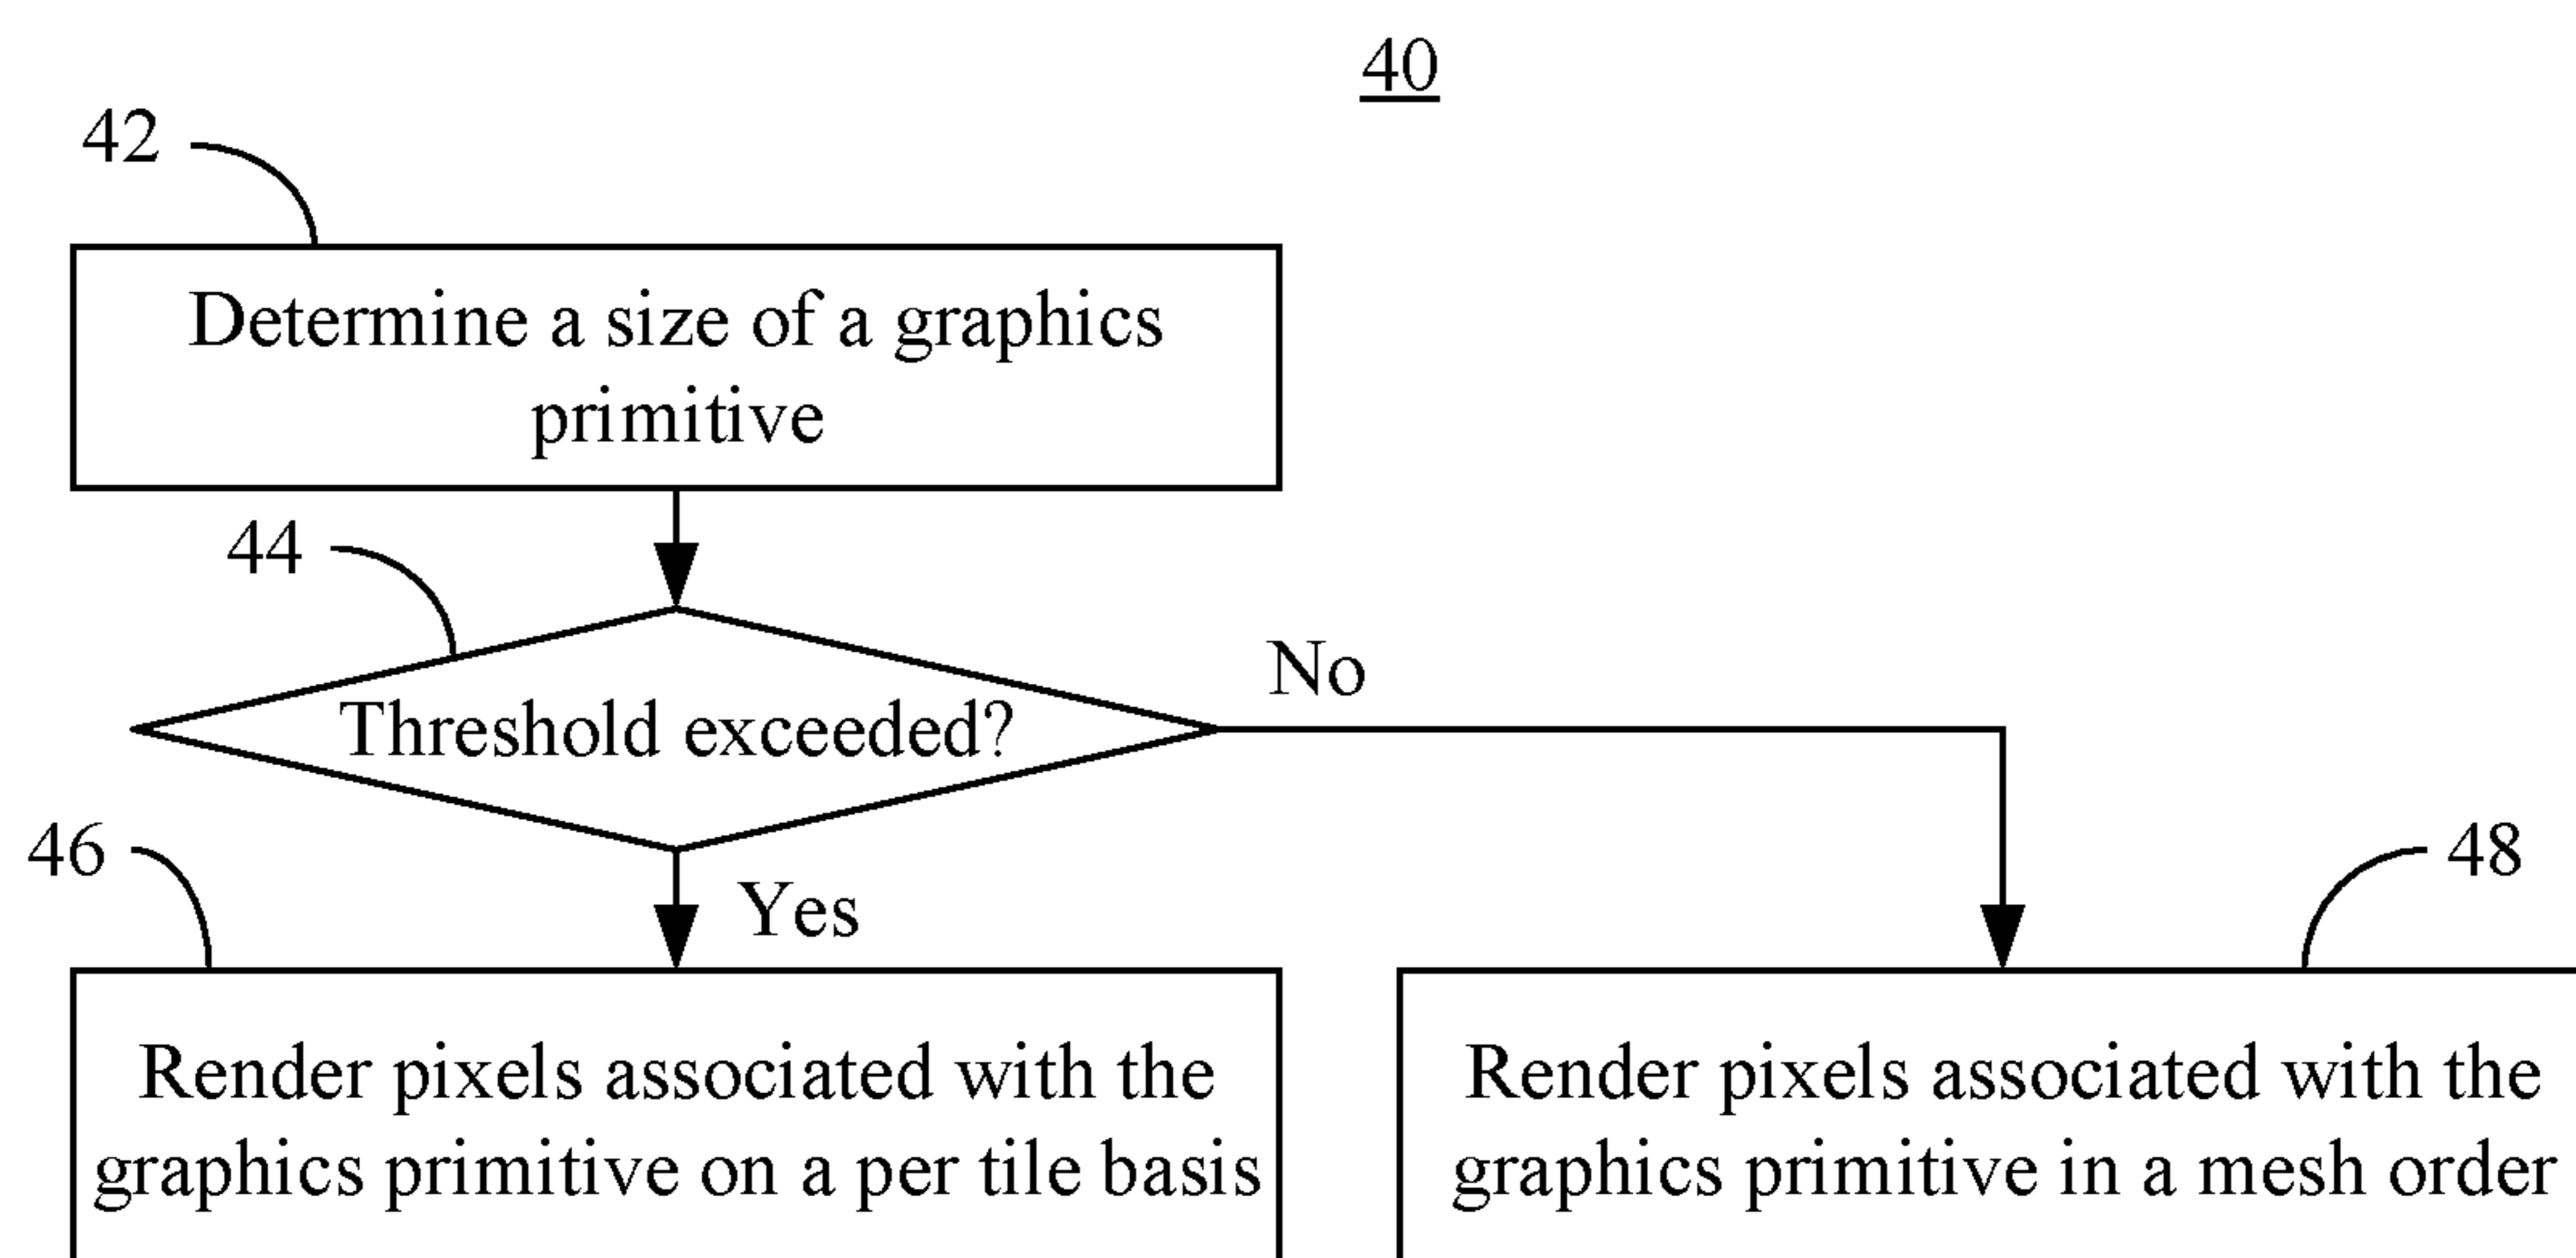 40
42
Determine a size of a graphics
primitive
44
Threshold exceeded?
No
46
Yes
48
Render pixels associated with the
graphics primitive on a per tile basis
Render pixels associated with the
graphics primitive in a mesh order